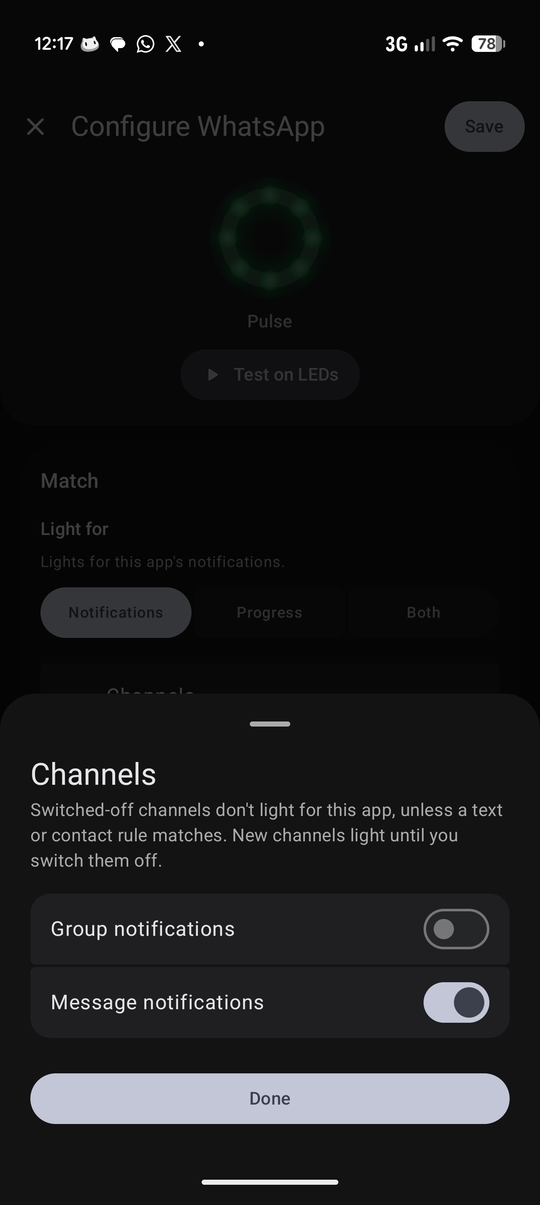 12:17
3G
78
Configure WhatsApp
Save
Pulse
Test on LEDs
Match
Light for
Lights for this app's notifications.
Notifications
Progress
Both
Channels
Channels
Switched-off channels don't light for this app, unless a text
or contact rule matches. New channels light until you
switch them off.
Group notifications
Message notifications
Done